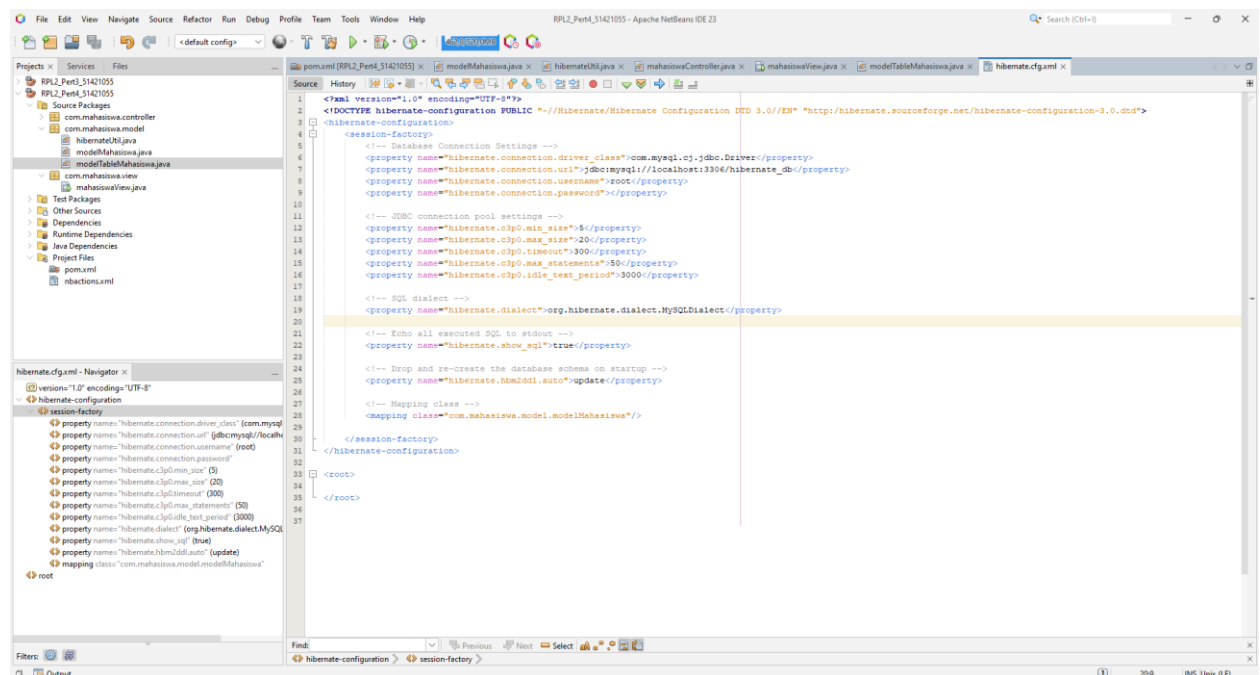 File Edit View Navigate Source Refactor Run Debug Profile Team Tools Window Help
RPL2_Pert4_51421055 - Apache NetBeans IDE 23
Search (Ctrl+I)
<default config>
Projects Services Files
pom.xml [RPL2_Pert4_51421055] modelMahasiswa.java hibernateUtil.java mahasiswaController.java mahasiswaView.java modelTableMahasiswa.java hibernate.cfg.xml
RPL2_Pert3_51421055
RPL2_Pert4_51421055
Source Packages
com.mahasiswa.controller
com.mahasiswa.model
hibernateUtil.java
modelMahasiswa.java
modelTableMahasiswa.java
com.mahasiswa.view
mahasiswaView.java
Test Packages
Other Sources
Dependencies
Runtime Dependencies
Java Dependencies
Project Files
pom.xml
nbactions.xml
hibernate.cfg.xml - Navigator
version="1.0" encoding="UTF-8"
hibernate-configuration
session-factory
property name="hibernate.connection.driver_class" (com.mysql
property name="hibernate.connection.url" (jdbc:mysql://localho
property name="hibernate.connection.username" (root)
property name="hibernate.connection.password"
property name="hibernate.c3p0.min_size" (5)
property name="hibernate.c3p0.max_size" (20)
property name="hibernate.c3p0.timeout" (300)
property name="hibernate.c3p0.max_statements" (50)
property name="hibernate.c3p0.idle_text_period" (3000)
property name="hibernate.dialect" (org.hibernate.dialect.MySQL
property name="hibernate.show_sql" (true)
property name="hibernate.hbm2ddl.auto" (update)
mapping class="com.mahasiswa.model.modelMahasiswa"
root
Filters:
Output
Source History
1 <?xml version="1.0" encoding="UTF-8"?>
2 <!DOCTYPE hibernate-configuration PUBLIC "-//Hibernate/Hibernate Configuration DTD 3.0//EN" "http:/hibernate.sourceforge.net/hibernate-configuration-3.0.dtd">
3 <hibernate-configuration>
4 <session-factory>
5 <!-- Database Connection Settings -->
6 <property name="hibernate.connection.driver_class">com.mysql.cj.jdbc.Driver</property>
7 <property name="hibernate.connection.url">jdbc:mysql://localhost:3306/hibernate_db</property>
8 <property name="hibernate.connection.username">root</property>
9 <property name="hibernate.connection.password"></property>
10
11 <!-- JDBC connection pool settings -->
12 <property name="hibernate.c3p0.min_size">5</property>
13 <property name="hibernate.c3p0.max_size">20</property>
14 <property name="hibernate.c3p0.timeout">300</property>
15 <property name="hibernate.c3p0.max_statements">50</property>
16 <property name="hibernate.c3p0.idle_text_period">3000</property>
17
18 <!-- SQL dialect -->
19 <property name="hibernate.dialect">org.hibernate.dialect.MySQLDialect</property>
20
21 <!-- Echo all executed SQL to stdout -->
22 <property name="hibernate.show_sql">true</property>
23
24 <!-- Drop and re-create the database schema on startup -->
25 <property name="hibernate.hbm2ddl.auto">update</property>
26
27 <!-- Mapping class -->
28 <mapping class="com.mahasiswa.model.modelMahasiswa"/>
29
30 </session-factory>
31 </hibernate-configuration>
32
33 <root>
34
35 </root>
36
37
Find: Previous Next Select
hibernate-configuration session-factory
1 20:9 INS Unix (LF)